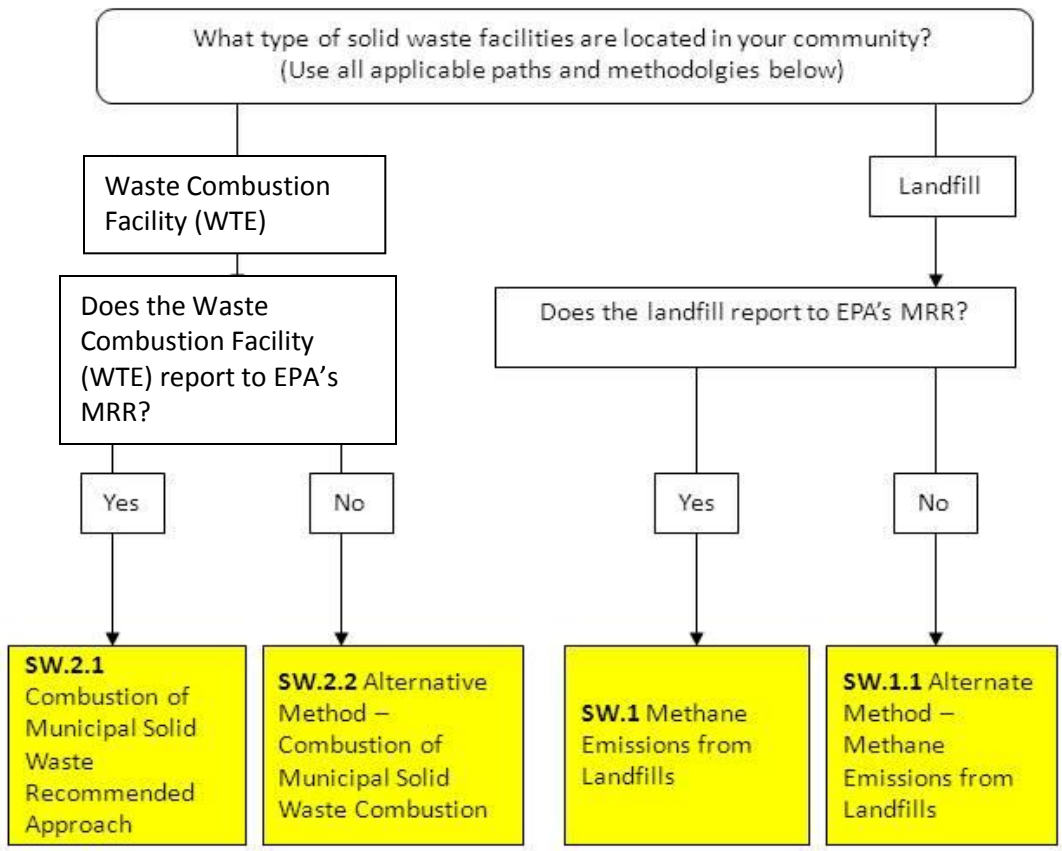 What type of solid waste facilities are located in your community?
(Use all applicable paths and methodolgies below)
Waste Combustion
Facility (WTE)
Landfill
Does the Waste
Combustion Facility
(WTE) report to EPA’s
MRR?
Does the landfill report to EPA’s MRR?
Yes
No
Yes
No
SW.2.1
Combustion of
Municipal Solid
Waste
Recommended
Approach
SW.2.2 Alternative
Method –
Combustion of
Municipal Solid
Waste Combustion
SW.1 Methane
Emissions from
Landfills
SW.1.1 Alternate
Method –
Methane
Emissions from
Landfills